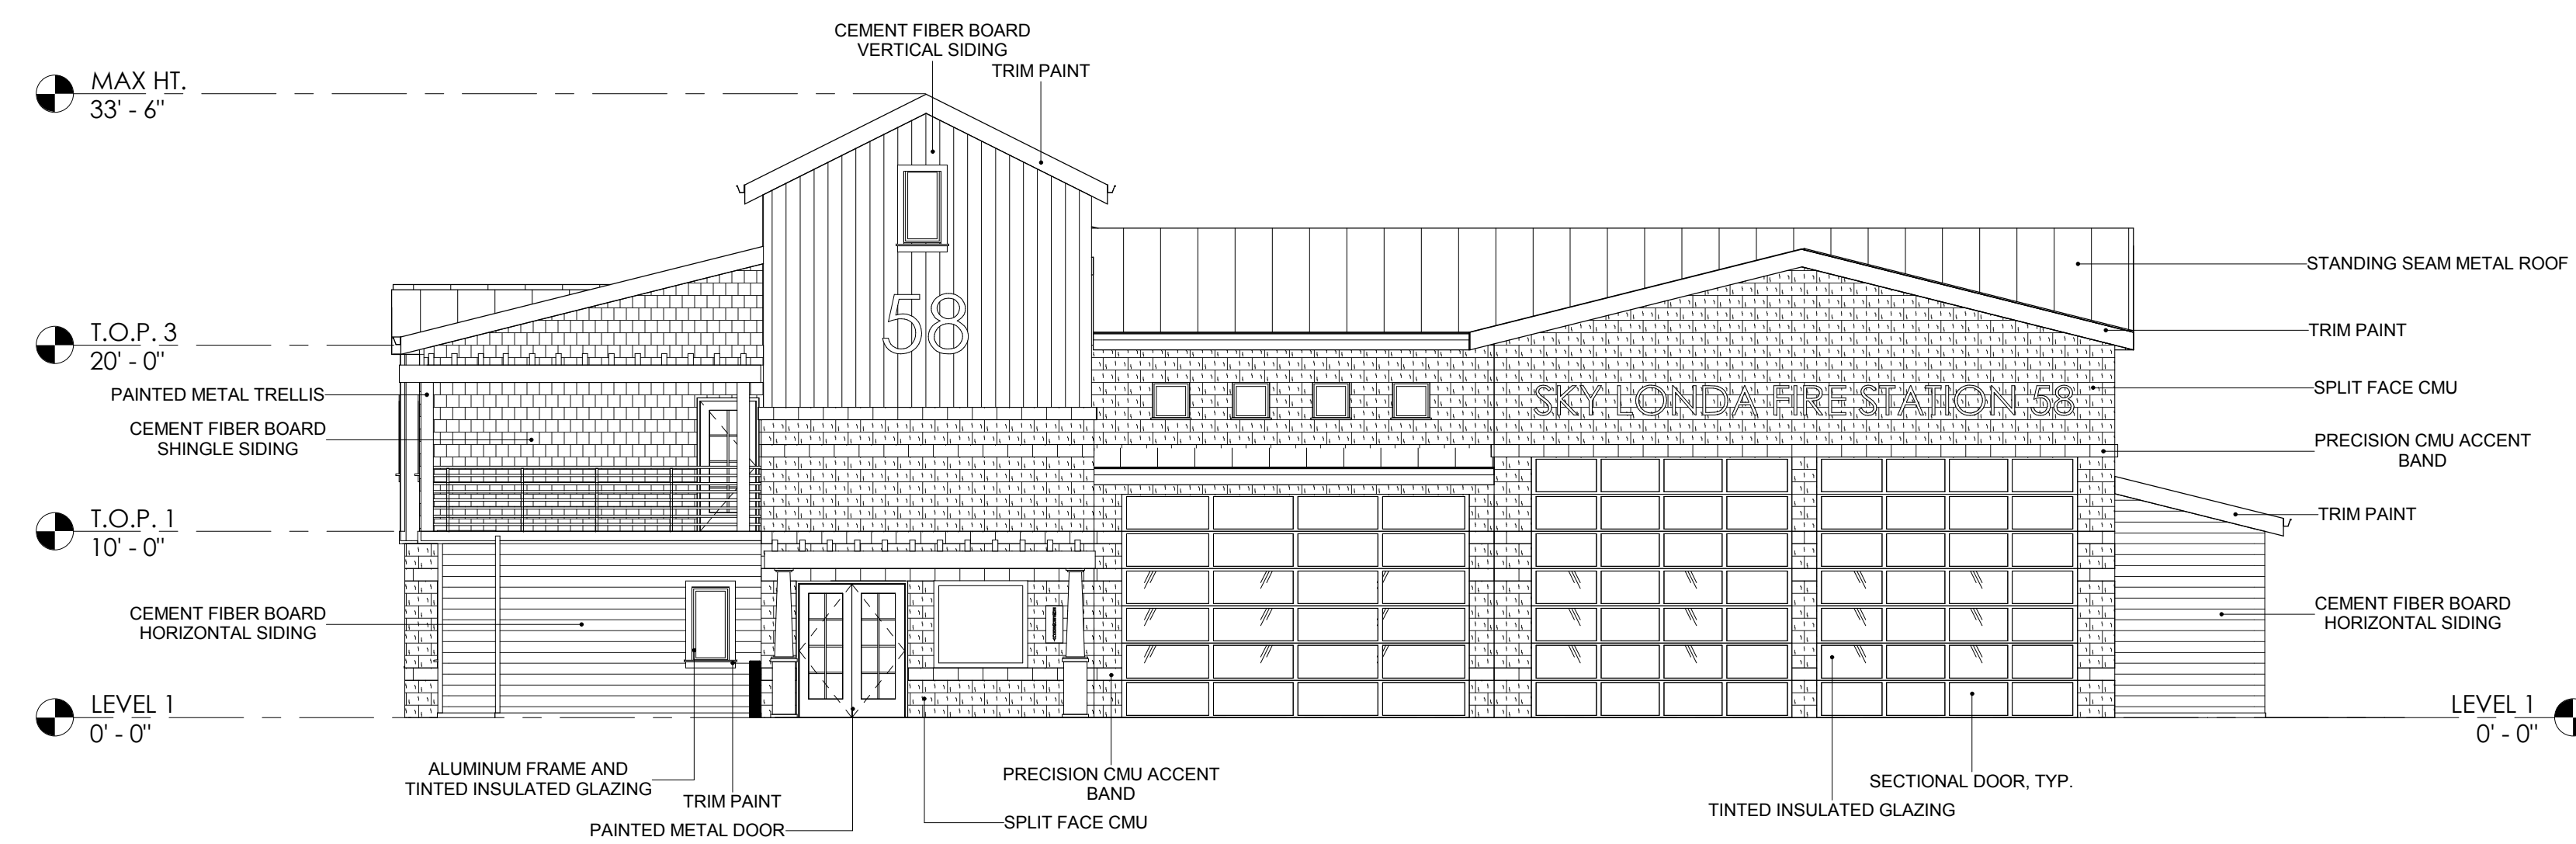 CEMENT FIBER BOARD
VERTICAL SIDING
TRIM PAINT
MAX HT.
33' - 6"
STANDING SEAM METAL ROOF
58
T.O.P. 3
20' - 0"
TRIM PAINT
PAINTED METAL TRELLIS
SPLIT FACE CMU
SKY LONDA FIRE STATION 58
CEMENT FIBER BOARD
SHINGLE SIDING
PRECISION CMU ACCENT
BAND
T.O.P. 1
10' - 0"
TRIM PAINT
CEMENT FIBER BOARD
HORIZONTAL SIDING
CEMENT FIBER BOARD
HORIZONTAL SIDING
LEVEL 1
0' - 0"
LEVEL 1
0' - 0"
ALUMINUM FRAME AND
TINTED INSULATED GLAZING
TRIM PAINT
PAINTED METAL DOOR
PRECISION CMU ACCENT
BAND
SPLIT FACE CMU
SECTIONAL DOOR, TYP.
TINTED INSULATED GLAZING